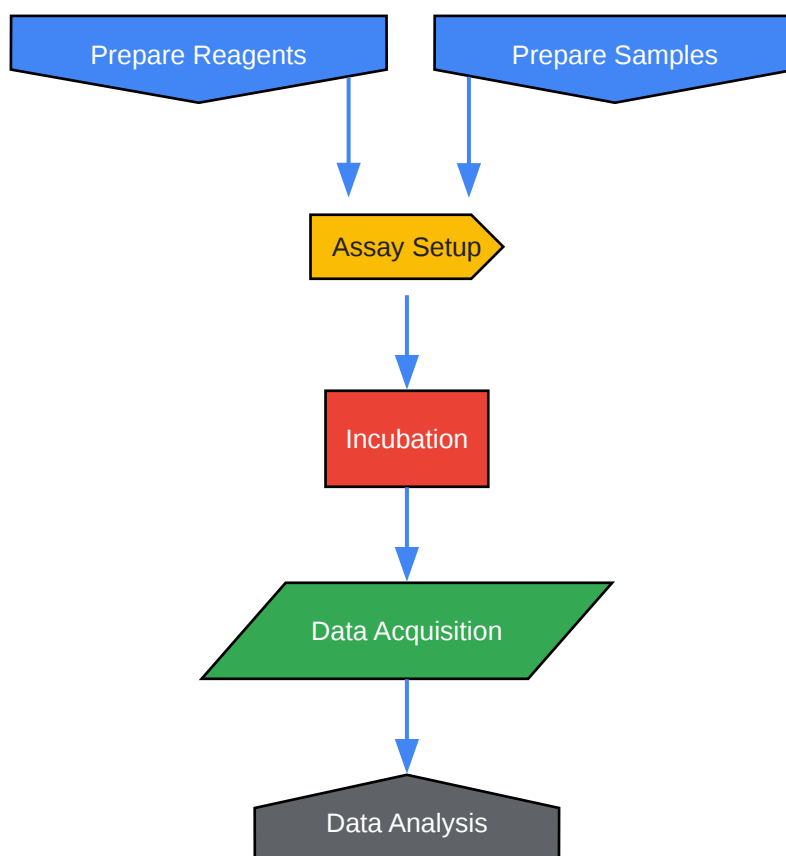 Prepare Reagents
Prepare Samples
Assay Setup
Incubation
Data Acquisition
Data Analysis